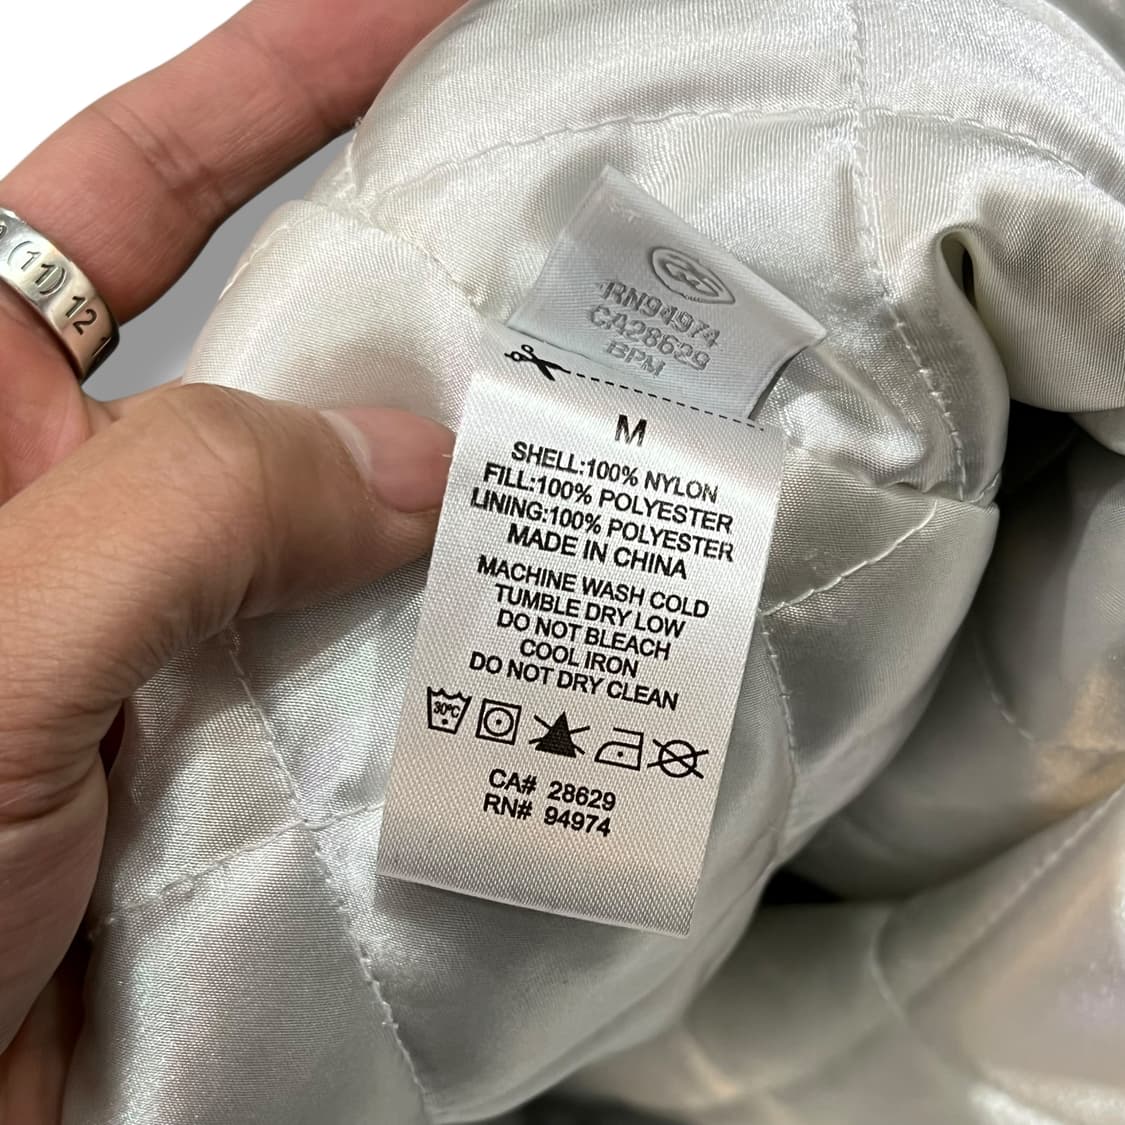 (11) 12 1
RN94974
CA28629
BPM
M
SHELL:100% NYLON
FILL:100% POLYESTER
LINING:100% POLYESTER
MADE IN CHINA
MACHINE WASH COLD
TUMBLE DRY LOW
DO NOT BLEACH
COOL IRON
DO NOT DRY CLEAN
30°C
CA# 28629
RN# 94974